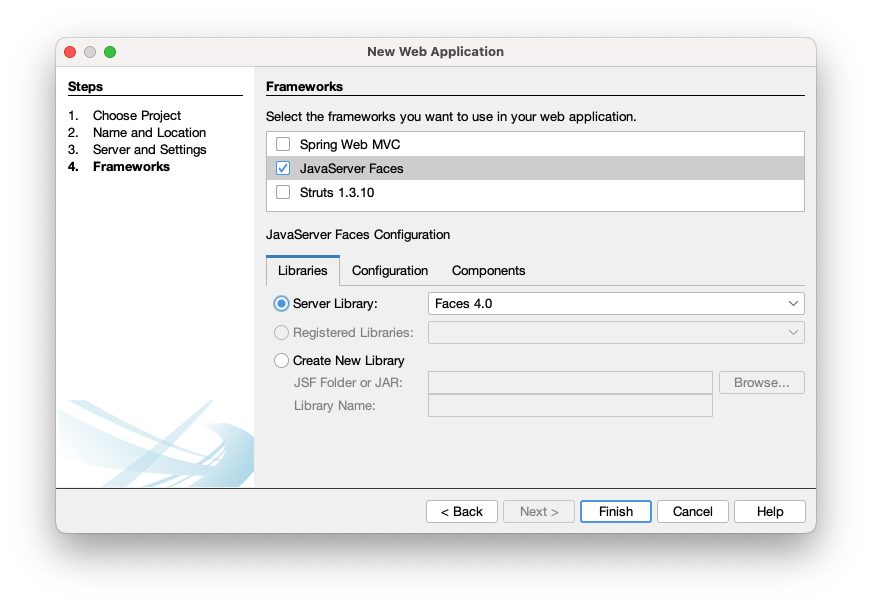 New Web Application
Steps
1. Choose Project
2. Name and Location
3. Server and Settings
4. Frameworks
Frameworks
Select the frameworks you want to use in your web application.
Spring Web MVC
JavaServer Faces
Struts 1.3.10
JavaServer Faces Configuration
Libraries Configuration Components
Server Library: Faces 4.0
Registered Libraries:
Create New Library
JSF Folder or JAR: Browse...
Library Name:
< Back Next > Finish Cancel Help